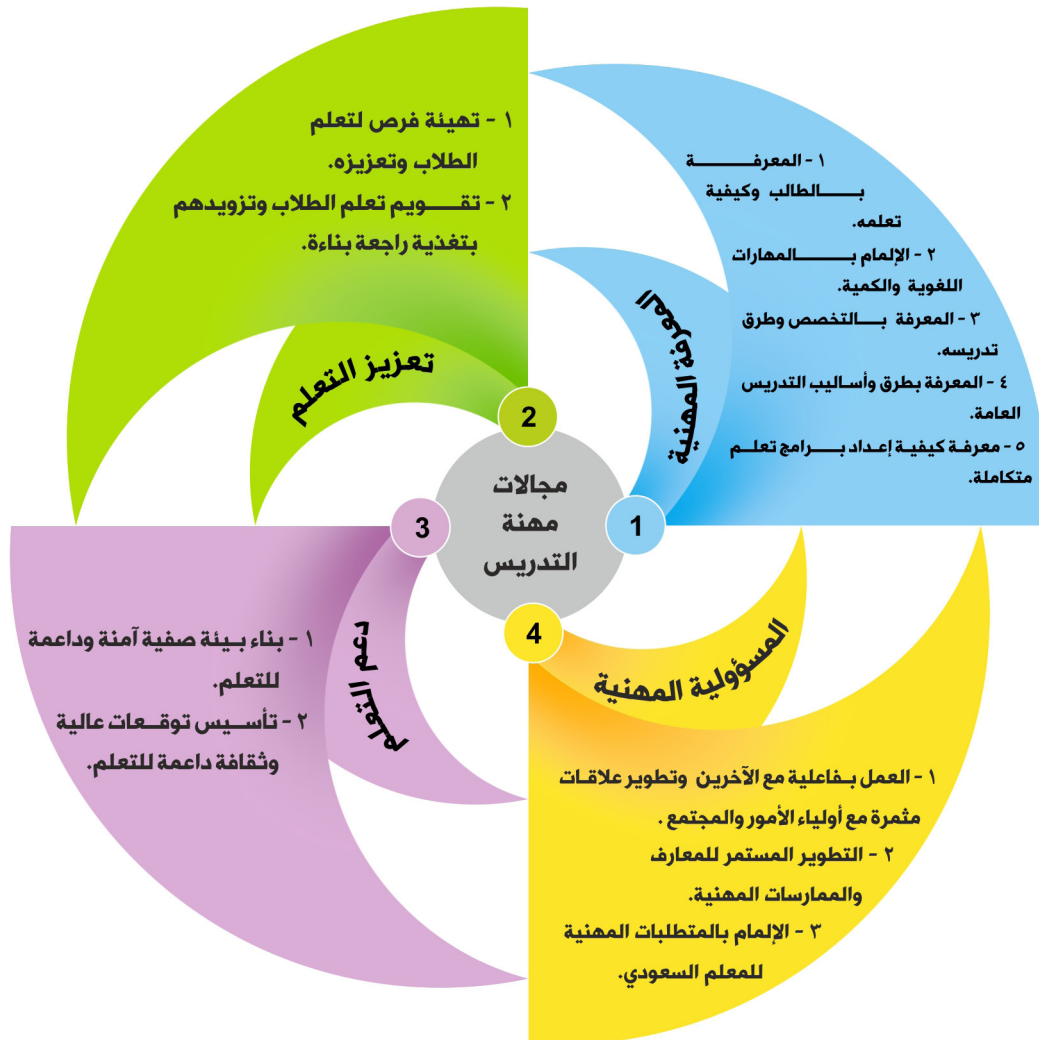 مجالات
مهنة
التدريس
1
المعرفة المهنية
١ - المعرفة
بالطالب وكيفية
تعلمه.
٢ - الإلمام بالمهارات
اللغوية والكمية.
٣ - المعرفة بالتخصص وطرق
تدريسه.
٤ - المعرفة بطرق وأساليب التدريس
العامة.
٥ - معرفة كيفية إعداد برامج تعلم
متكاملة.
2
تعزيز التعلم
١ - تهيئة فرص لتعلم
الطلاب وتعزيزه.
٢ - تقويم تعلم الطلاب وتزويدهم
بتغذية راجعة بناءة.
3
دعم التعلم
١ - بناء بيئة صفية آمنة وداعمة
للتعلم.
٢ - تأسيس توقعات عالية
وثقافة داعمة للتعلم.
4
المسؤولية المهنية
١ - العمل بفاعلية مع الآخرين وتطوير علاقات
مثمرة مع أولياء الأمور والمجتمع .
٢ - التطوير المستمر للمعارف
والممارسات المهنية.
٣ - الإلمام بالمتطلبات المهنية
للمعلم السعودي.